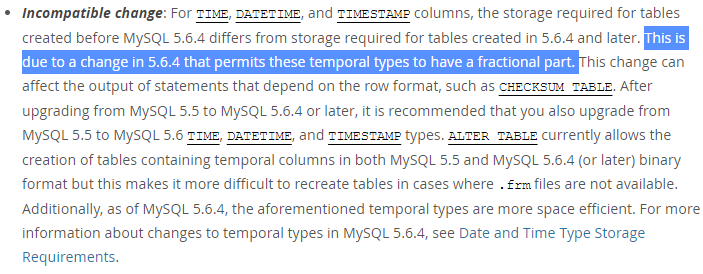 • Incompatible change: For TIME, DATETIME, and TIMESTAMP columns, the storage required for tables
created before MySQL 5.6.4 differs from storage required for tables created in 5.6.4 and later. This is
due to a change in 5.6.4 that permits these temporal types to have a fractional part. This change can
affect the output of statements that depend on the row format, such as CHECKSUM TABLE. After
upgrading from MySQL 5.5 to MySQL 5.6.4 or later, it is recommended that you also upgrade from
MySQL 5.5 to MySQL 5.6 TIME, DATETIME, and TIMESTAMP types. ALTER TABLE currently allows the
creation of tables containing temporal columns in both MySQL 5.5 and MySQL 5.6.4 (or later) binary
format but this makes it more difficult to recreate tables in cases where .frm files are not available.
Additionally, as of MySQL 5.6.4, the aforementioned temporal types are more space efficient. For more
information about changes to temporal types in MySQL 5.6.4, see Date and Time Type Storage
Requirements.